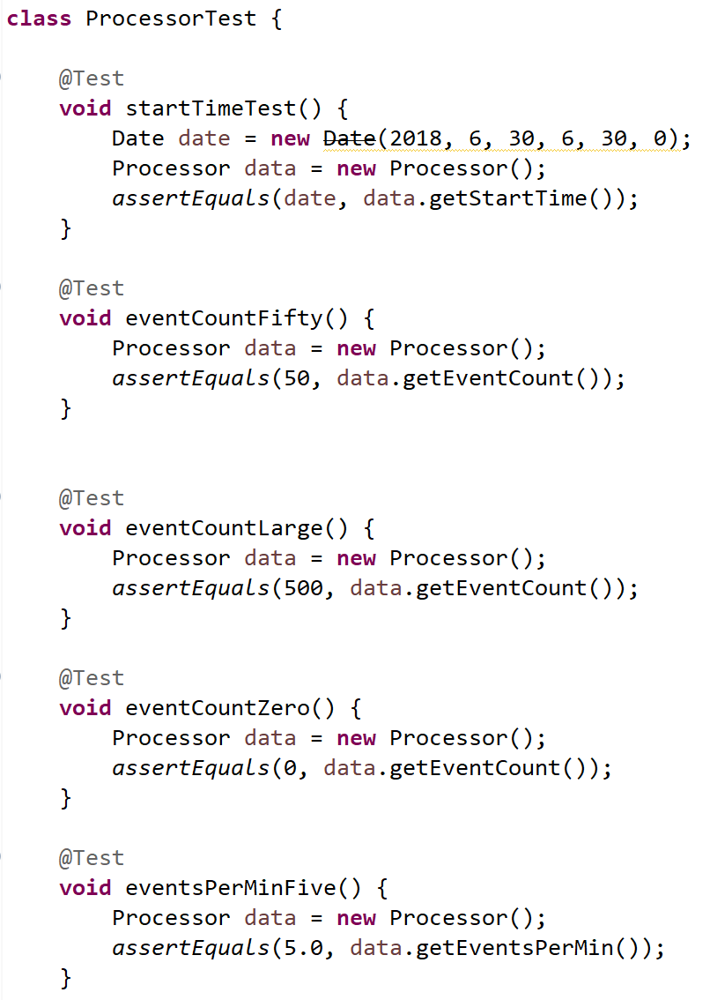 class ProcessorTest {
@Test
void startTimeTest() {
Date date = new Date(2018, 6, 30, 6, 30, 0);
Processor data = new Processor();
assertEquals(date, data.getStartTime());
}
@Test
void eventCountFifty() {
Processor data = new Processor();
assertEquals(50, data.getEventCount());
}
@Test
void eventCountLarge() {
Processor data = new Processor();
assertEquals(500, data.getEventCount());
}
@Test
void eventCountZero() {
Processor data = new Processor();
assertEquals(0, data.getEventCount());
}
@Test
void eventsPerMinFive() {
Processor data = new Processor();
assertEquals(5.0, data.getEventsPerMin());
}